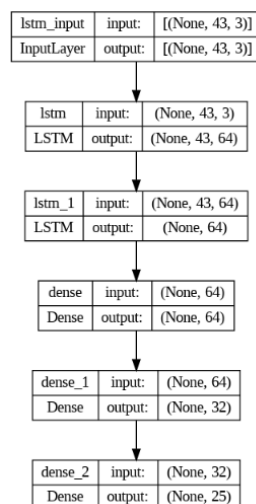 lstm_input input: [(None, 43, 3)]
InputLayer output: [(None, 43, 3)]
lstm input: (None, 43, 3)
LSTM output: (None, 43, 64)
lstm_1 input: (None, 43, 64)
LSTM output: (None, 64)
dense input: (None, 64)
Dense output: (None, 64)
dense_1 input: (None, 64)
Dense output: (None, 32)
dense_2 input: (None, 32)
Dense output: (None, 25)